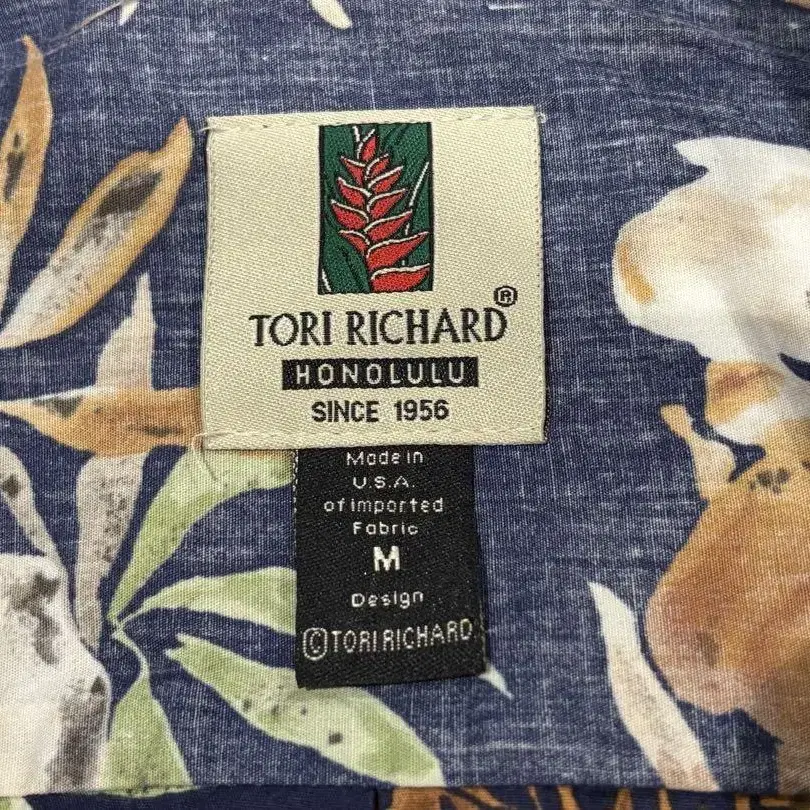 TORI RICHARD®
HONOLULU
SINCE 1956
Made in
U.S.A.
of imported
Fabric
M
Design
©TORI RICHARD